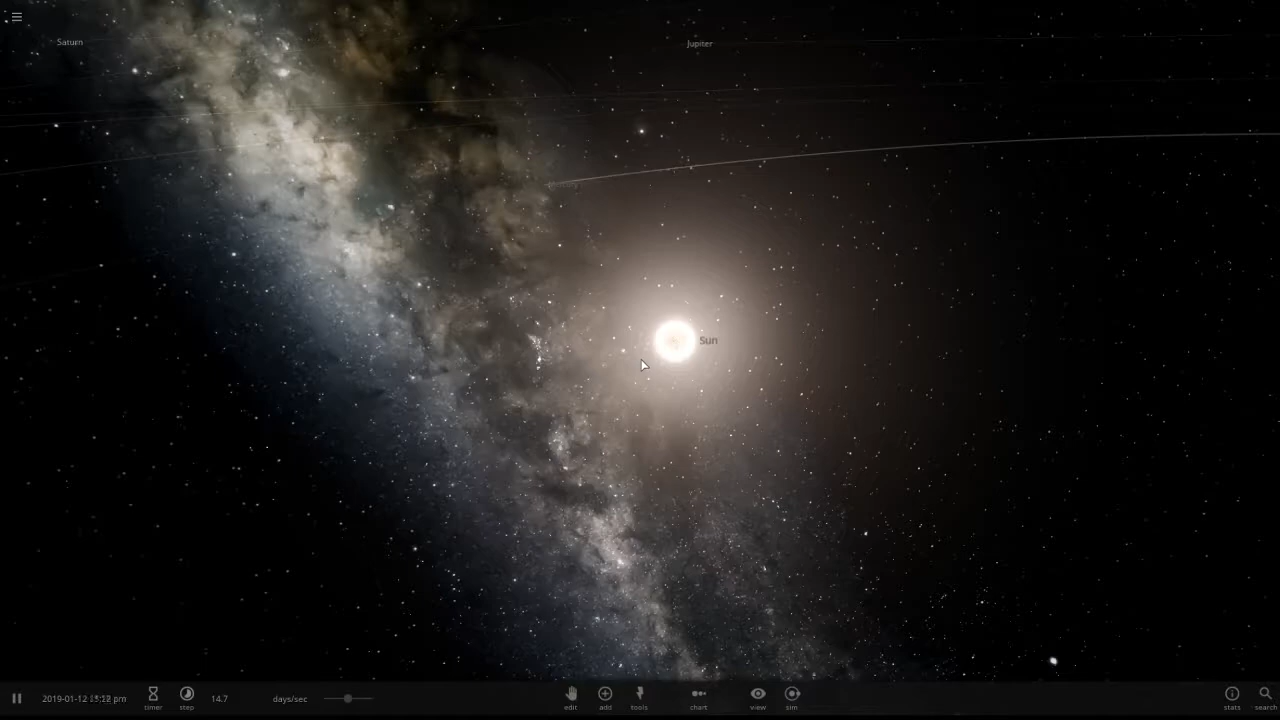 Saturn
Jupiter
Sun
2019-01-12
pm
timer
step
14.7
days/sec
edit
add
tools
chart
view
sim
stats
search